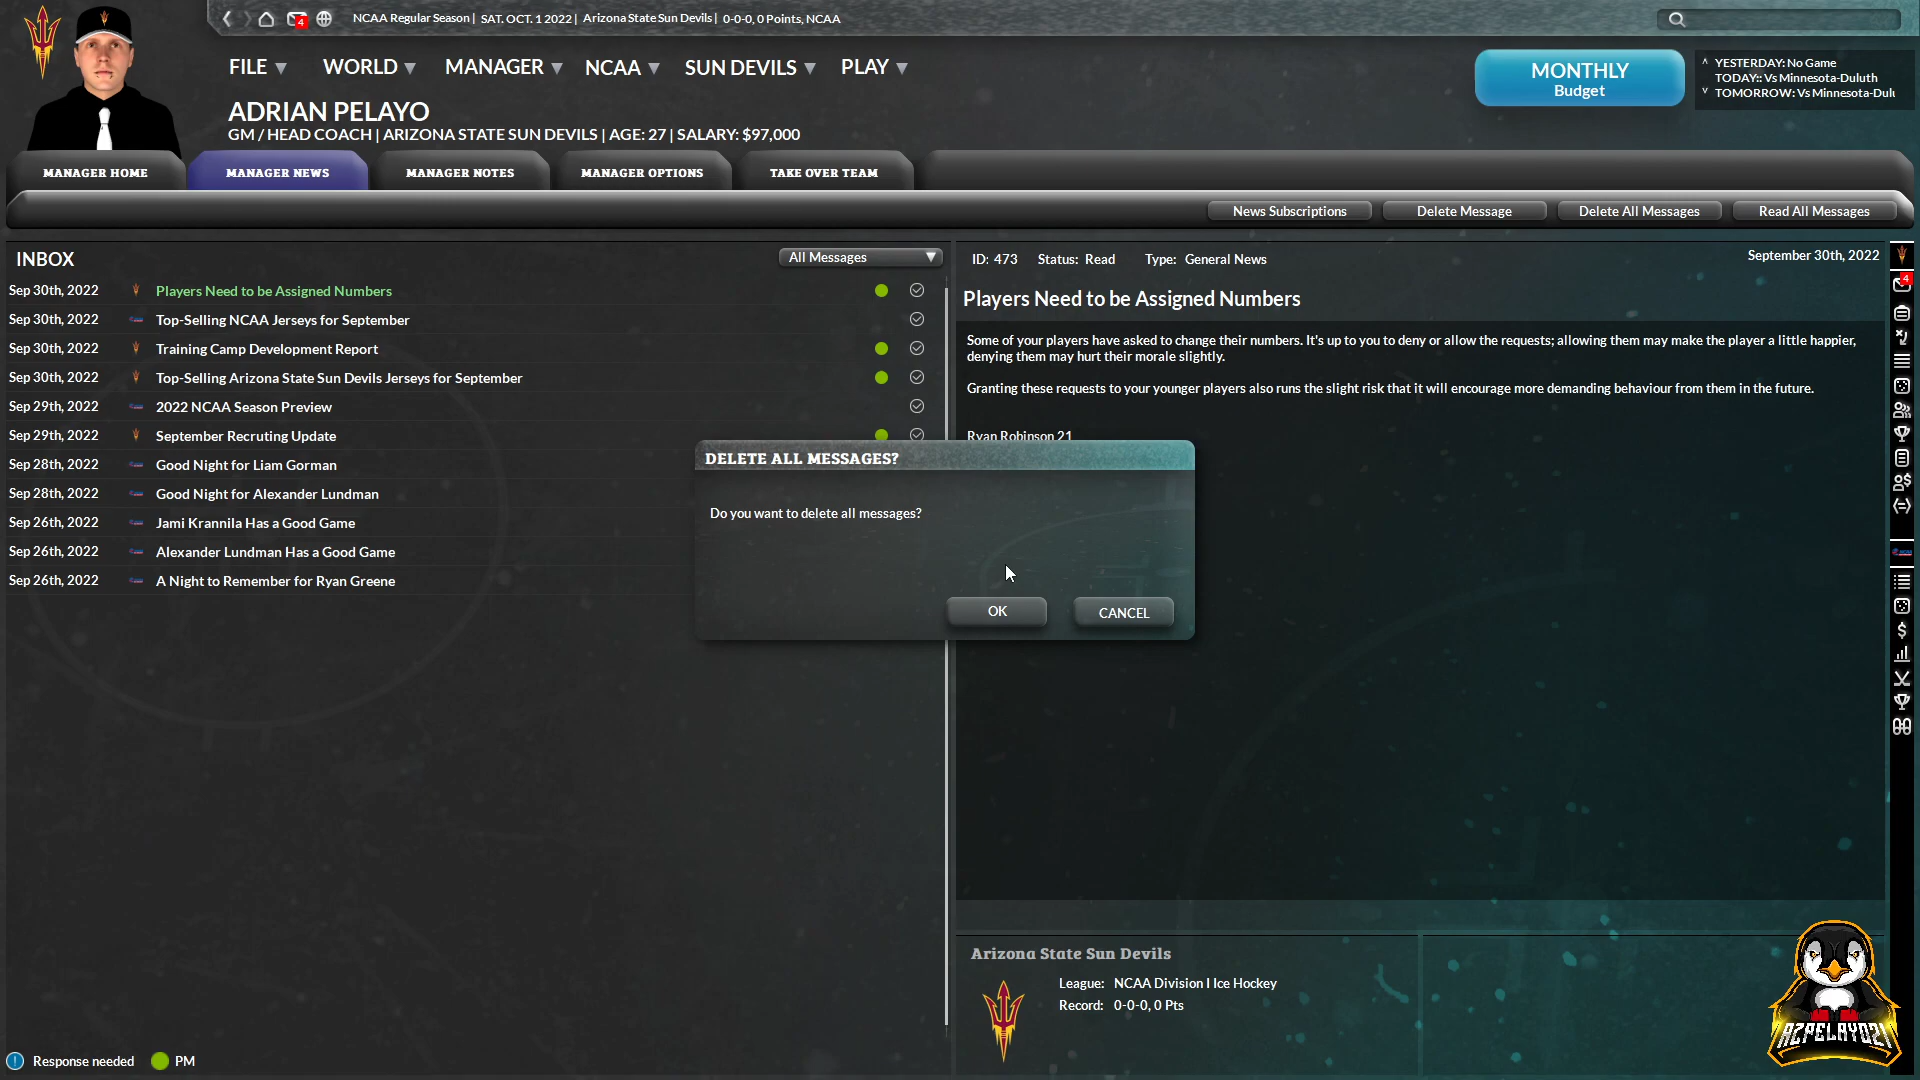 NCAA Regular Season | SAT. OCT. 1 2022 | Arizona State Sun Devils | 0-0-0, 0 Points, NCAA
4
FILE WORLD MANAGER NCAA SUN DEVILS PLAY
MONTHLY
Budget
YESTERDAY: No Game
TODAY:: Vs Minnesota-Duluth
TOMORROW: Vs Minnesota-Dulu
ADRIAN PELAYO
GM / HEAD COACH | ARIZONA STATE SUN DEVILS | AGE: 27 | SALARY: $97,000
MANAGER HOME MANAGER NEWS MANAGER NOTES MANAGER OPTIONS TAKE OVER TEAM
News Subscriptions Delete Message Delete All Messages Read All Messages
INBOX
All Messages
Sep 30th, 2022 Players Need to be Assigned Numbers
Sep 30th, 2022 Top-Selling NCAA Jerseys for September
Sep 30th, 2022 Training Camp Development Report
Sep 30th, 2022 Top-Selling Arizona State Sun Devils Jerseys for September
Sep 29th, 2022 2022 NCAA Season Preview
Sep 29th, 2022 September Recruting Update
Sep 28th, 2022 Good Night for Liam Gorman
Sep 28th, 2022 Good Night for Alexander Lundman
Sep 26th, 2022 Jami Krannila Has a Good Game
Sep 26th, 2022 Alexander Lundman Has a Good Game
Sep 26th, 2022 A Night to Remember for Ryan Greene
ID: 473 Status: Read Type: General News
September 30th, 2022
Players Need to be Assigned Numbers
Some of your players have asked to change their numbers. It's up to you to deny or allow the requests; allowing them may make the player a little happier,
denying them may hurt their morale slightly.
Granting these requests to your younger players also runs the slight risk that it will encourage more demanding behaviour from them in the future.
Ryan Robinson 21
DELETE ALL MESSAGES?
Do you want to delete all messages?
OK CANCEL
4
Arizona State Sun Devils
League: NCAA Division I Ice Hockey
Record: 0-0-0, 0 Pts
AZPELAYO21
Response needed PM